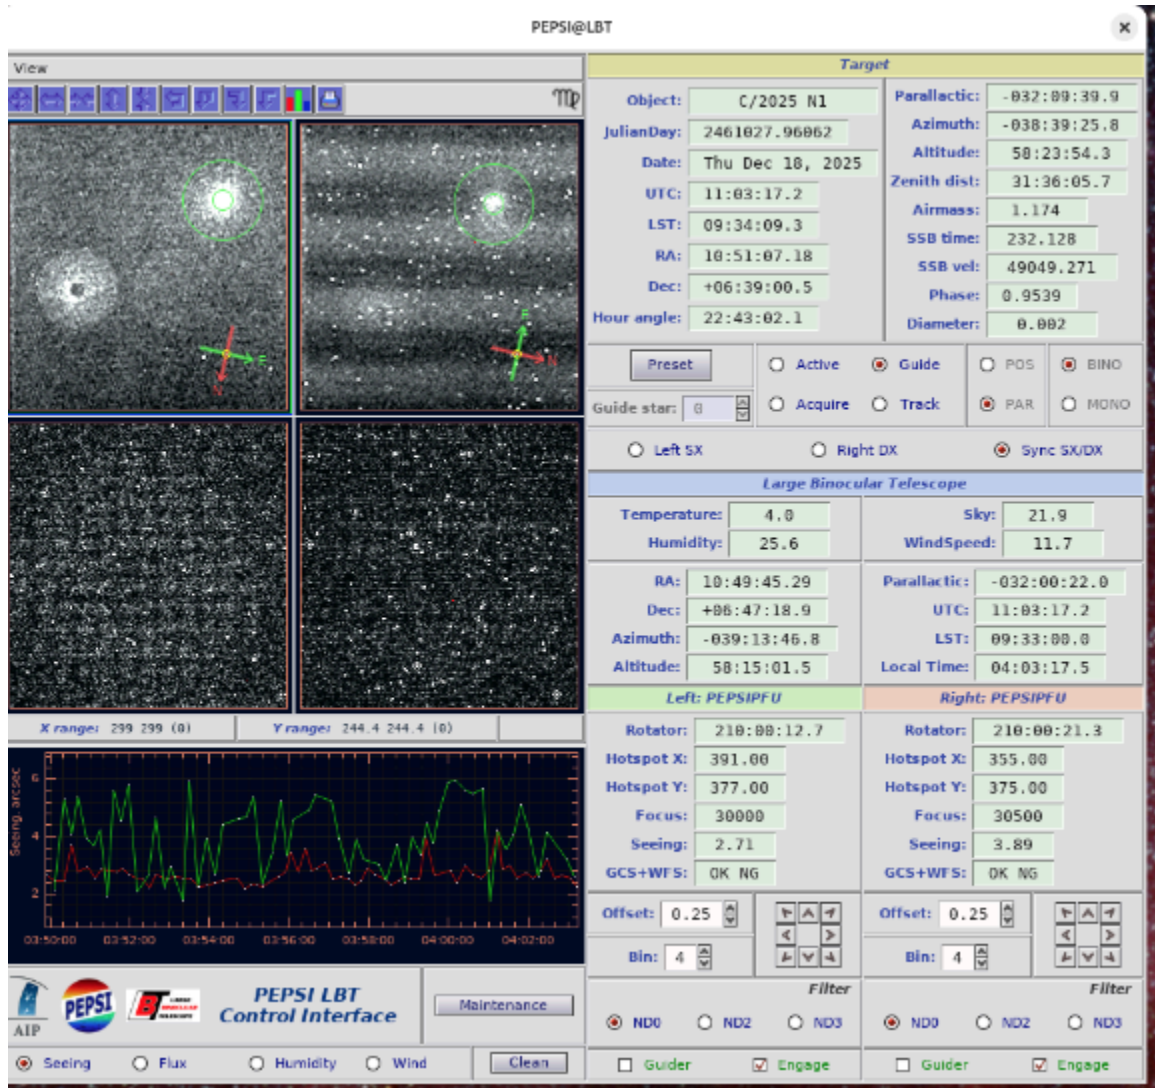 PEPSI@LBT
View
Target
Object: C/2025 N1
JulianDay: 2461027.96062
Date: Thu Dec 18, 2025
UTC: 11:03:17.2
LST: 09:34:09.3
RA: 10:51:07.18
Dec: +06:39:00.5
Hour angle: 22:43:02.1
Parallactic: -032:09:39.9
Azimuth: -038:39:25.8
Altitude: 58:23:54.3
Zenith dist: 31:36:05.7
Airmass: 1.174
SSB time: 232.128
SSB vel: 49049.271
Phase: 0.9539
Diameter: 0.002
E
N
E
N
Preset
Guide star: 0
Active Guide
Acquire Track
POS BINO
PAR MONO
Left SX Right DX Sync SX/DX
Large Binocular Telescope
Temperature: 4.0
Humidity: 25.6
Sky: 21.9
WindSpeed: 11.7
RA: 10:49:45.29
Dec: +06:47:18.9
Azimuth: -039:13:46.8
Altitude: 58:15:01.5
Parallactic: -032:00:22.0
UTC: 11:03:17.2
LST: 09:33:00.0
Local Time: 04:03:17.5
Left: PEPSIPFU
Rotator: 210:00:12.7
Hotspot X: 391.00
Hotspot Y: 377.00
Focus: 30000
Seeing: 2.71
GCS+WFS: OK NG
Offset: 0.25
Bin: 4
Filter
ND0 ND2 ND3
Guider Engage
Right: PEPSIPFU
Rotator: 210:00:21.3
Hotspot X: 355.00
Hotspot Y: 375.00
Focus: 30500
Seeing: 3.89
GCS+WFS: OK NG
Offset: 0.25
Bin: 4
Filter
ND0 ND2 ND3
Guider Engage
X range: 299 299 (0) Y range: 244.4 244.4 (0)
Seeing, arcsec
6
4
2
03:50:00 03:52:00 03:54:00 03:56:00 03:58:00 04:00:00 04:02:00
AIP
PEPSI
LBT
PEPSI LBT
Control Interface
Maintenance
Seeing Flux Humidity Wind Clean